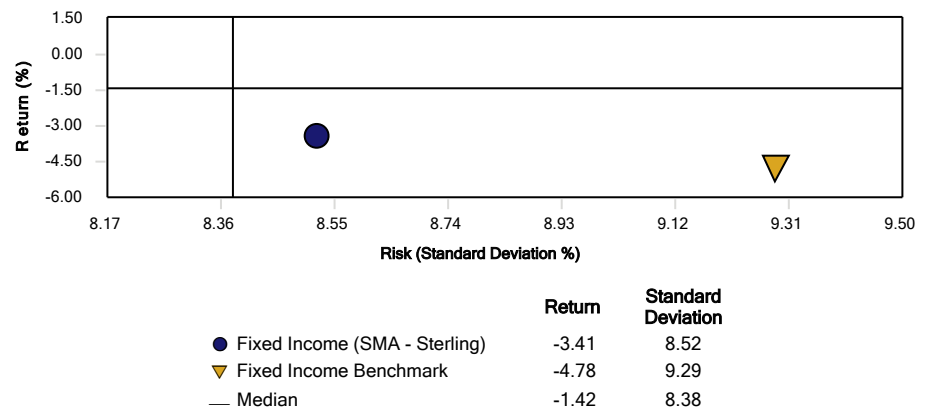 1.50
0.00
-1.50
-3.00
-4.50
-6.00
Return (%)
8.17 8.36 8.55 8.74 8.93 9.12 9.31 9.50
Risk (Standard Deviation %)
Return Standard Deviation
Fixed Income (SMA - Sterling) -3.41 8.52
Fixed Income Benchmark -4.78 9.29
Median -1.42 8.38